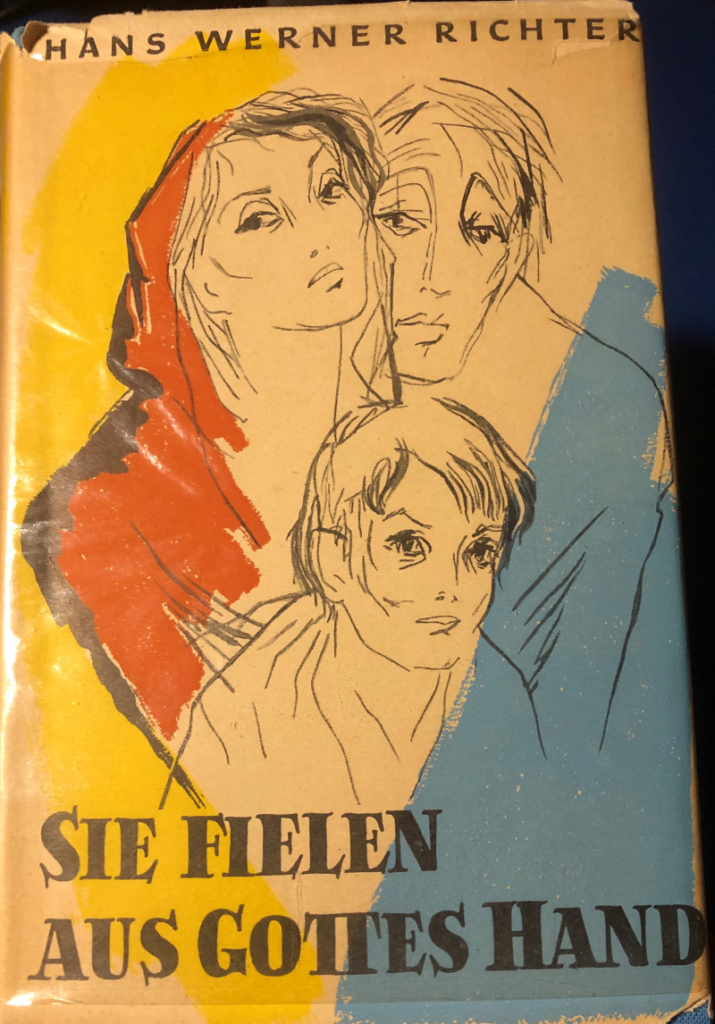 HANS WERNER RICHTER
SIE FIELEN
AUS GOTTES HAND